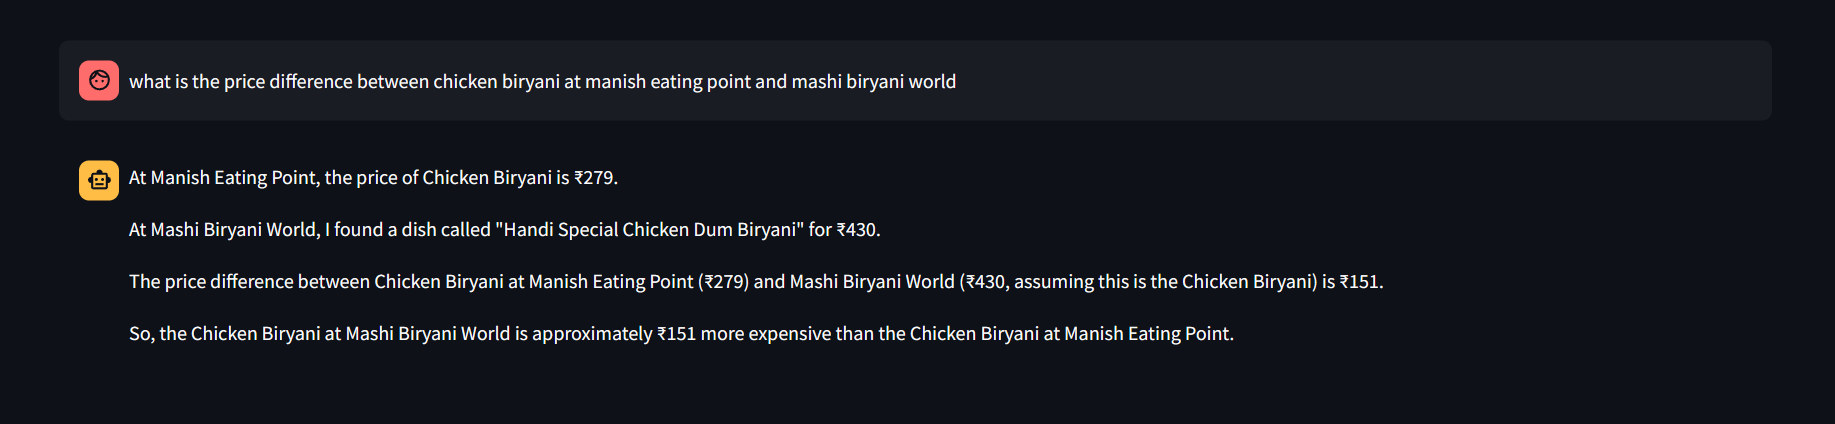 what is the price difference between chicken biryani at manish eating point and mashi biryani world
At Manish Eating Point, the price of Chicken Biryani is ₹279.
At Mashi Biryani World, I found a dish called "Handi Special Chicken Dum Biryani" for ₹430.
The price difference between Chicken Biryani at Manish Eating Point (₹279) and Mashi Biryani World (₹430, assuming this is the Chicken Biryani) is ₹151.
So, the Chicken Biryani at Mashi Biryani World is approximately ₹151 more expensive than the Chicken Biryani at Manish Eating Point.